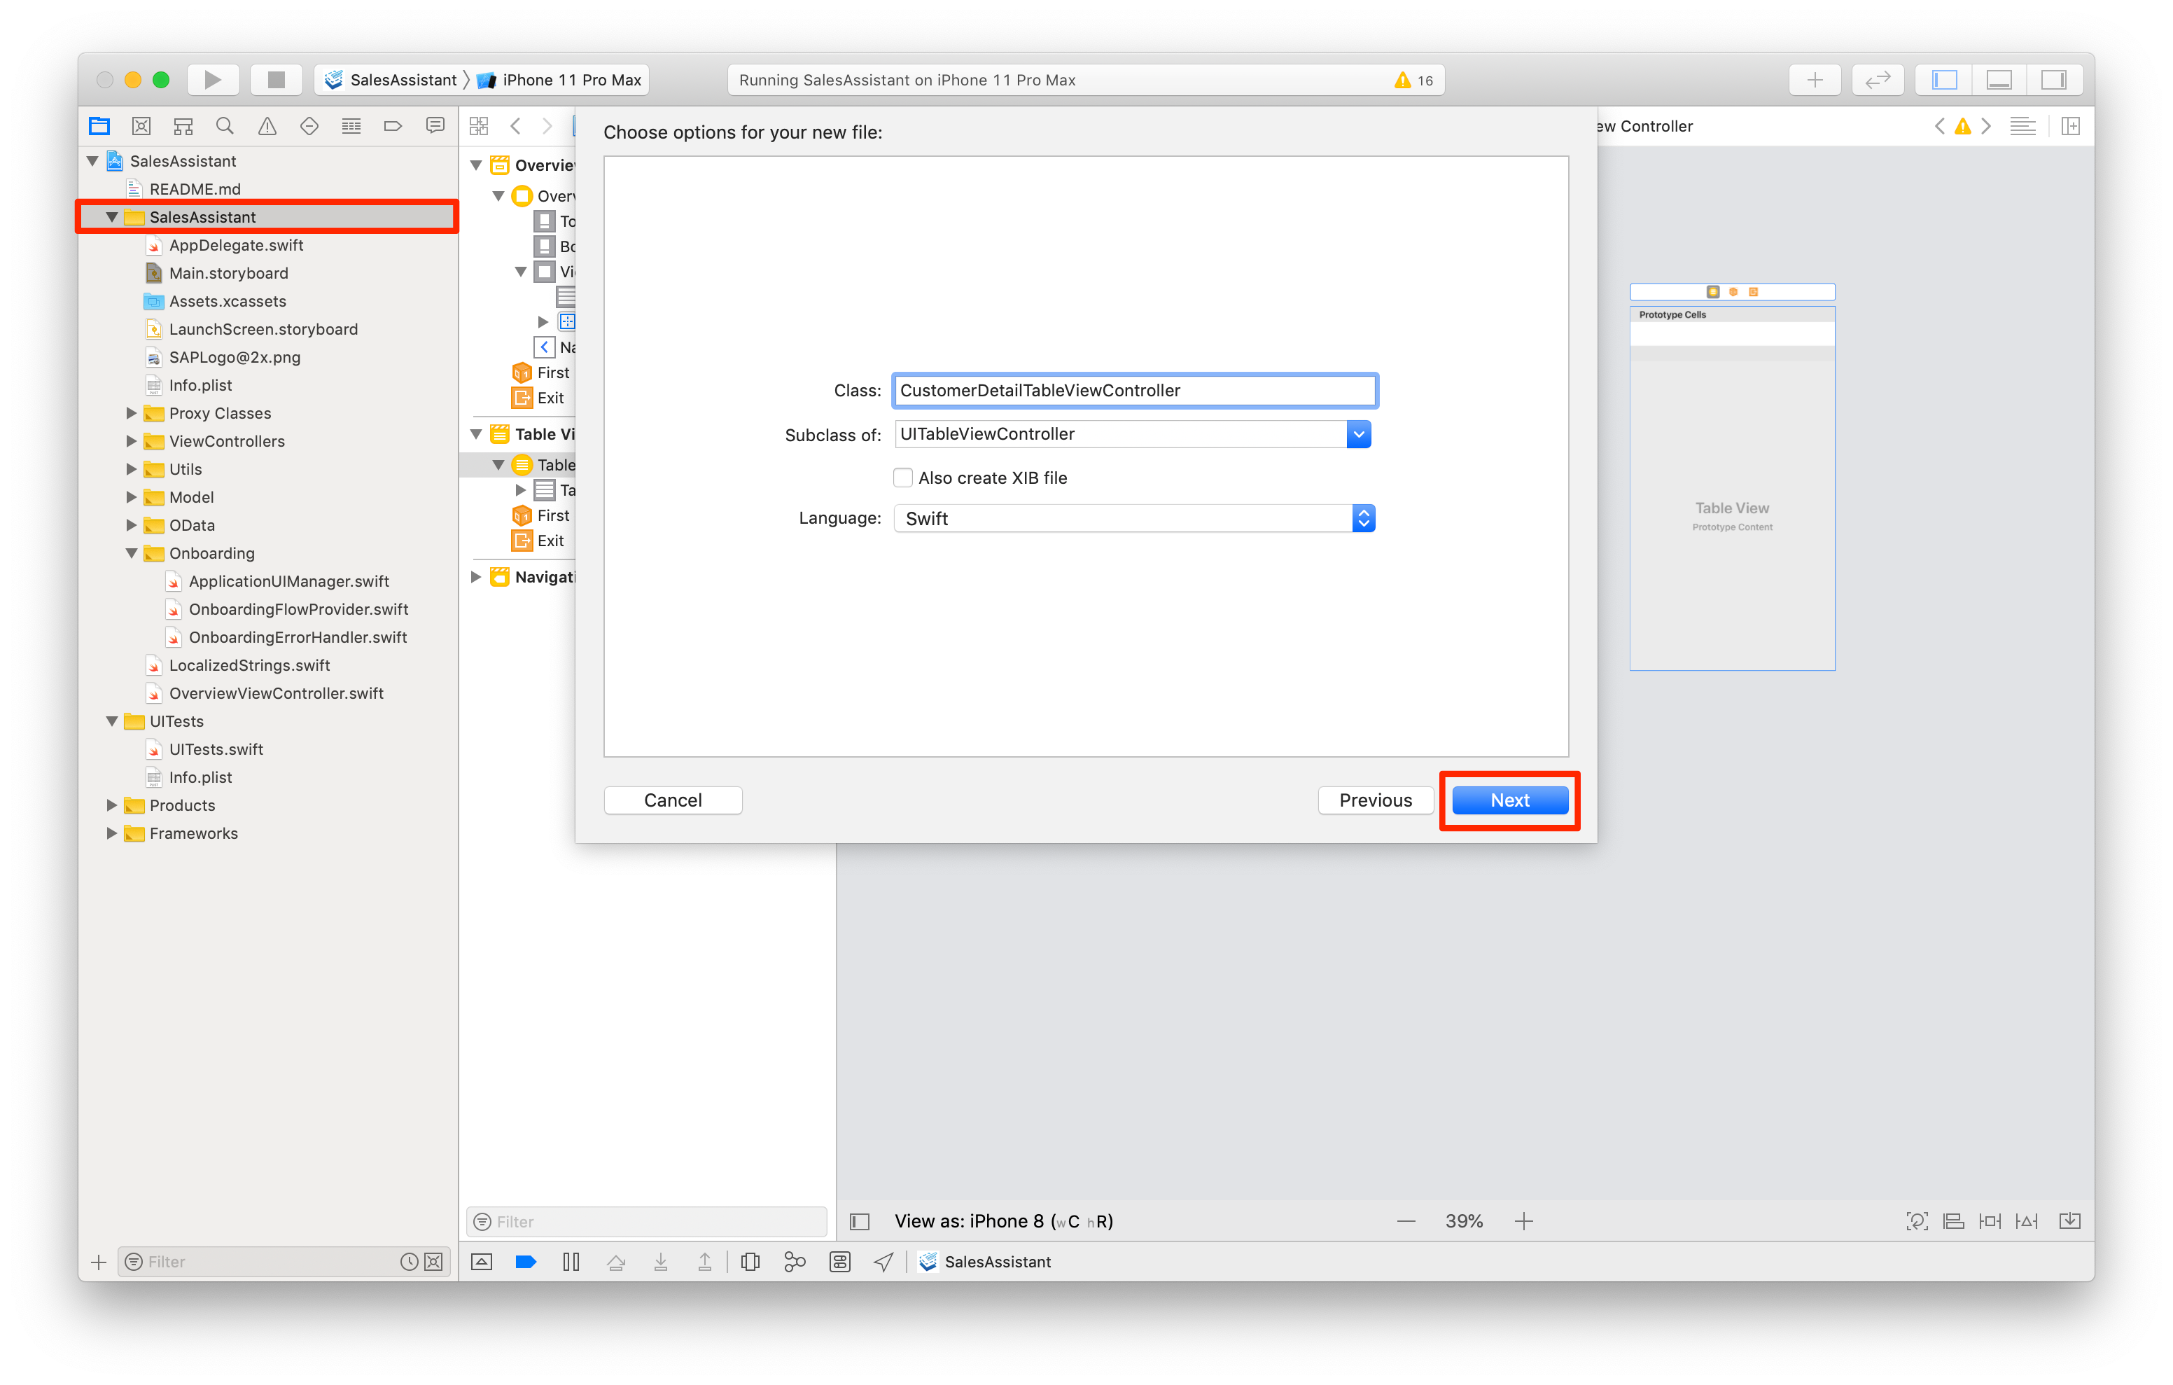 SalesAssistant
iPhone 11 Pro Max
Running SalesAssistant on iPhone 11 Pro Max
16
ew Controller
SalesAssistant
README.md
SalesAssistant
AppDelegate.swift
Main.storyboard
Assets.xcassets
LaunchScreen.storyboard
SAPLogo@2x.png
Info.plist
Proxy Classes
ViewControllers
Utils
Model
OData
Onboarding
ApplicationUIManager.swift
OnboardingFlowProvider.swift
OnboardingErrorHandler.swift
LocalizedStrings.swift
OverviewViewController.swift
UITests
UITests.swift
Info.plist
Products
Frameworks
Filter
Overvie
Over
To
Bo
Vi
Na
First
Exit
Table Vi
Table
Ta
First
Exit
Navigati
Filter
Choose options for your new file:
Class: CustomerDetailTableViewController
Subclass of: UITableViewController
Also create XIB file
Language: Swift
Cancel
Previous
Next
Prototype Cells
Table View
Prototype Content
View as: iPhone 8 (wC hR)
39%
SalesAssistant